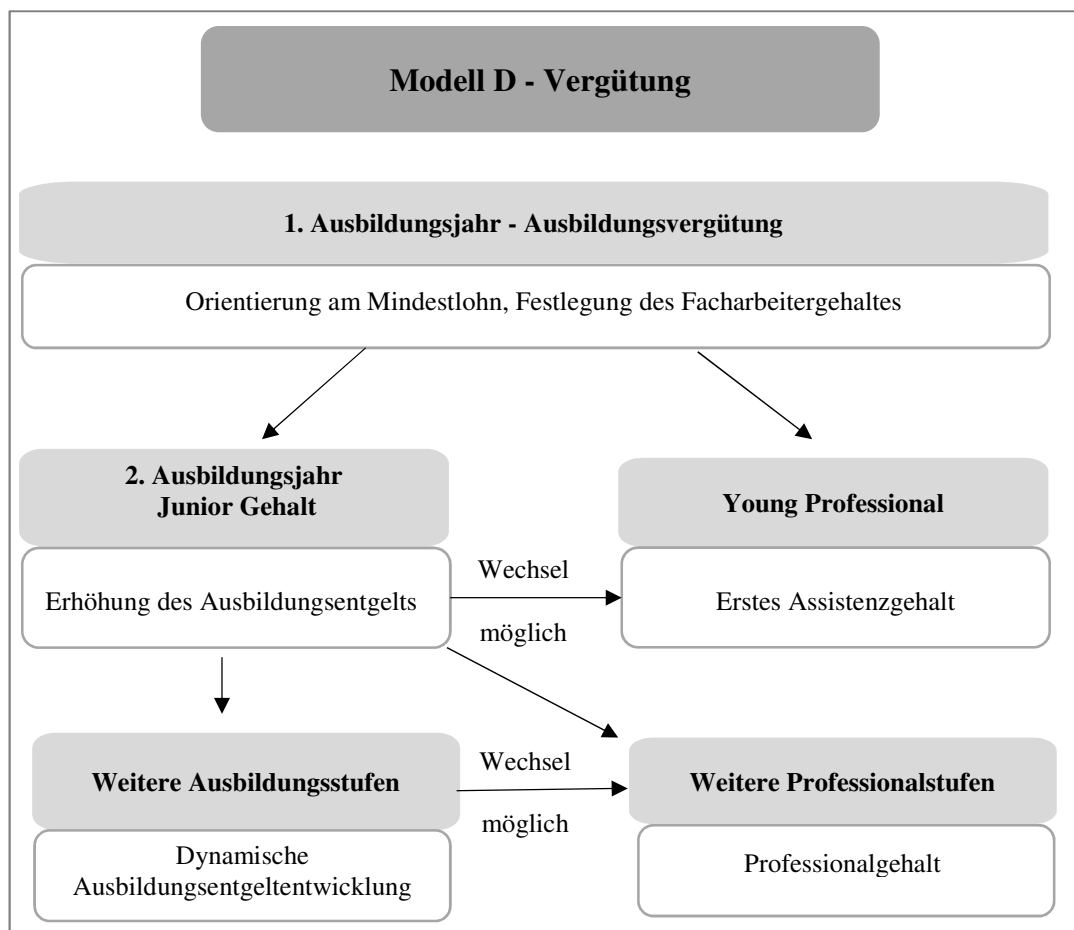 Modell D - Vergütung
1. Ausbildungsjahr - Ausbildungsvergütung
Orientierung am Mindestlohn, Festlegung des Facharbeitergehaltes
2. Ausbildungsjahr
Junior Gehalt
Erhöhung des Ausbildungsentgelts
Wechsel
möglich
Young Professional
Erstes Assistenzgehalt
Weitere Ausbildungsstufen
Dynamische
Ausbildungsentgeltentwicklung
Wechsel
möglich
Weitere Professionalstufen
Professionalgehalt